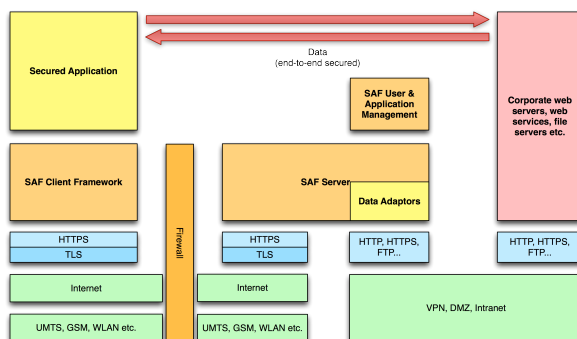 Data
(end-to-end secured)
Secured Application
SAF User &
Application
Management
Corporate web
servers, web
services, file
servers etc.
SAF Client Framework
Firewall
SAF Server
Data Adaptors
HTTPS
TLS
HTTPS
TLS
HTTP, HTTPS,
FTP...
HTTP, HTTPS,
FTP...
Internet
Internet
VPN, DMZ, Intranet
UMTS, GSM, WLAN etc.
UMTS, GSM, WLAN etc.